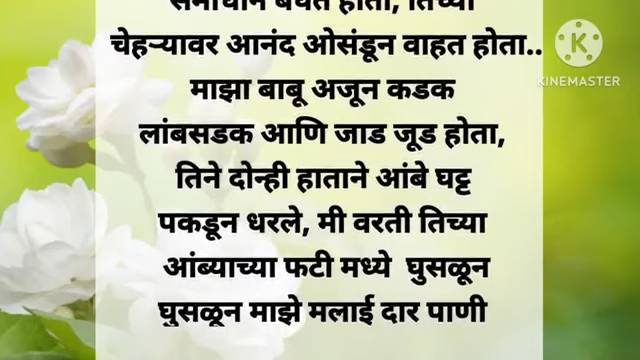 समाधान बघत होता, तिच्या
चेहऱ्यावर आनंद ओसंडून वाहत होता..
माझा बाबू अजून कडक
लांबसडक आणि जाड जूड होता,
तिने दोन्ही हाताने आंबे घट्ट
पकडून धरले, मी वरती तिच्या
आंब्याच्या फटी मध्ये घुसळून
घुसळून माझे मलाई दार पाणी
KINEMASTER